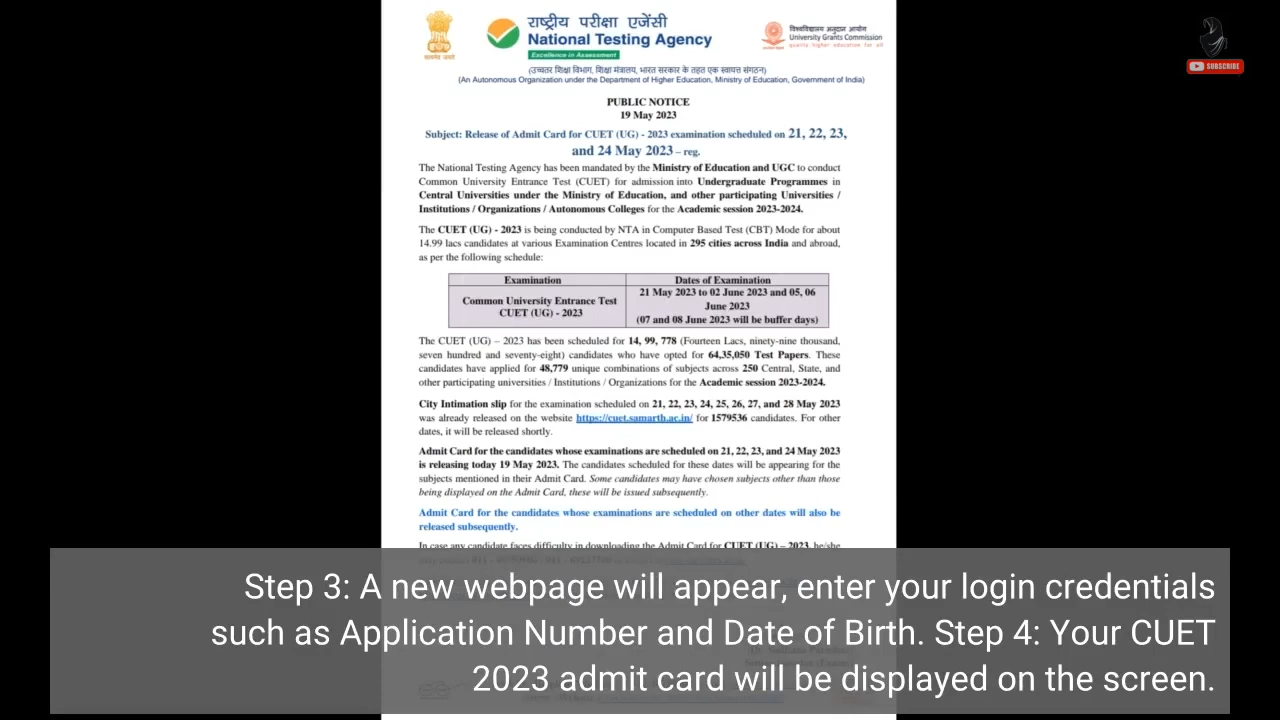 राष्ट्रीय परीक्षा एजेंसी
National Testing Agency
Excellence in Assessment
सत्यमेव जयते
विश्वविद्यालय अनुदान आयोग
University Grants Commission
quality higher education for all
SUBSCRIBE
(उच्चतर शिक्षा विभाग, शिक्षा मंत्रालय, भारत सरकार के तहत एक स्वायत्त संगठन)
(An Autonomous Organization under the Department of Higher Education, Ministry of Education, Government of India)
PUBLIC NOTICE
19 May 2023
Subject: Release of Admit Card for CUET (UG) - 2023 examination scheduled on 21, 22, 23,
and 24 May 2023 – reg.
The National Testing Agency has been mandated by the Ministry of Education and UGC to conduct
Common University Entrance Test (CUET) for admission into Undergraduate Programmes in
Central Universities under the Ministry of Education, and other participating Universities /
Institutions / Organizations / Autonomous Colleges for the Academic session 2023-2024.
The CUET (UG) - 2023 is being conducted by NTA in Computer Based Test (CBT) Mode for about
14.99 lacs candidates at various Examination Centres located in 295 cities across India and abroad,
as per the following schedule:
Examination
Dates of Examination
Common University Entrance Test
CUET (UG) - 2023
21 May 2023 to 02 June 2023 and 05, 06
June 2023
(07 and 08 June 2023 will be buffer days)
The CUET (UG) – 2023 has been scheduled for 14, 99, 778 (Fourteen Lacs, ninety-nine thousand,
seven hundred and seventy-eight) candidates who have opted for 64,35,050 Test Papers. These
candidates have applied for 48,779 unique combinations of subjects across 250 Central, State, and
other participating universities / Institutions / Organizations for the Academic session 2023-2024.
City Intimation slip for the examination scheduled on 21, 22, 23, 24, 25, 26, 27, and 28 May 2023
was already released on the website https://cuet.samarth.ac.in/ for 1579536 candidates. For other
dates, it will be released shortly.
Admit Card for the candidates whose examinations are scheduled on 21, 22, 23, and 24 May 2023
is releasing today 19 May 2023. The candidates scheduled for these dates will be appearing for the
subjects mentioned in their Admit Card. Some candidates may have chosen subjects other than those
being displayed on the Admit Card, these will be issued subsequently.
Admit Card for the candidates whose examinations are scheduled on other dates will also be
released subsequently.
In case any candidate faces difficulty in downloading the Admit Card for CUET (UG) – 2023, he/she
Step 3: A new webpage will appear, enter your login credentials
such as Application Number and Date of Birth. Step 4: Your CUET
2023 admit card will be displayed on the screen.